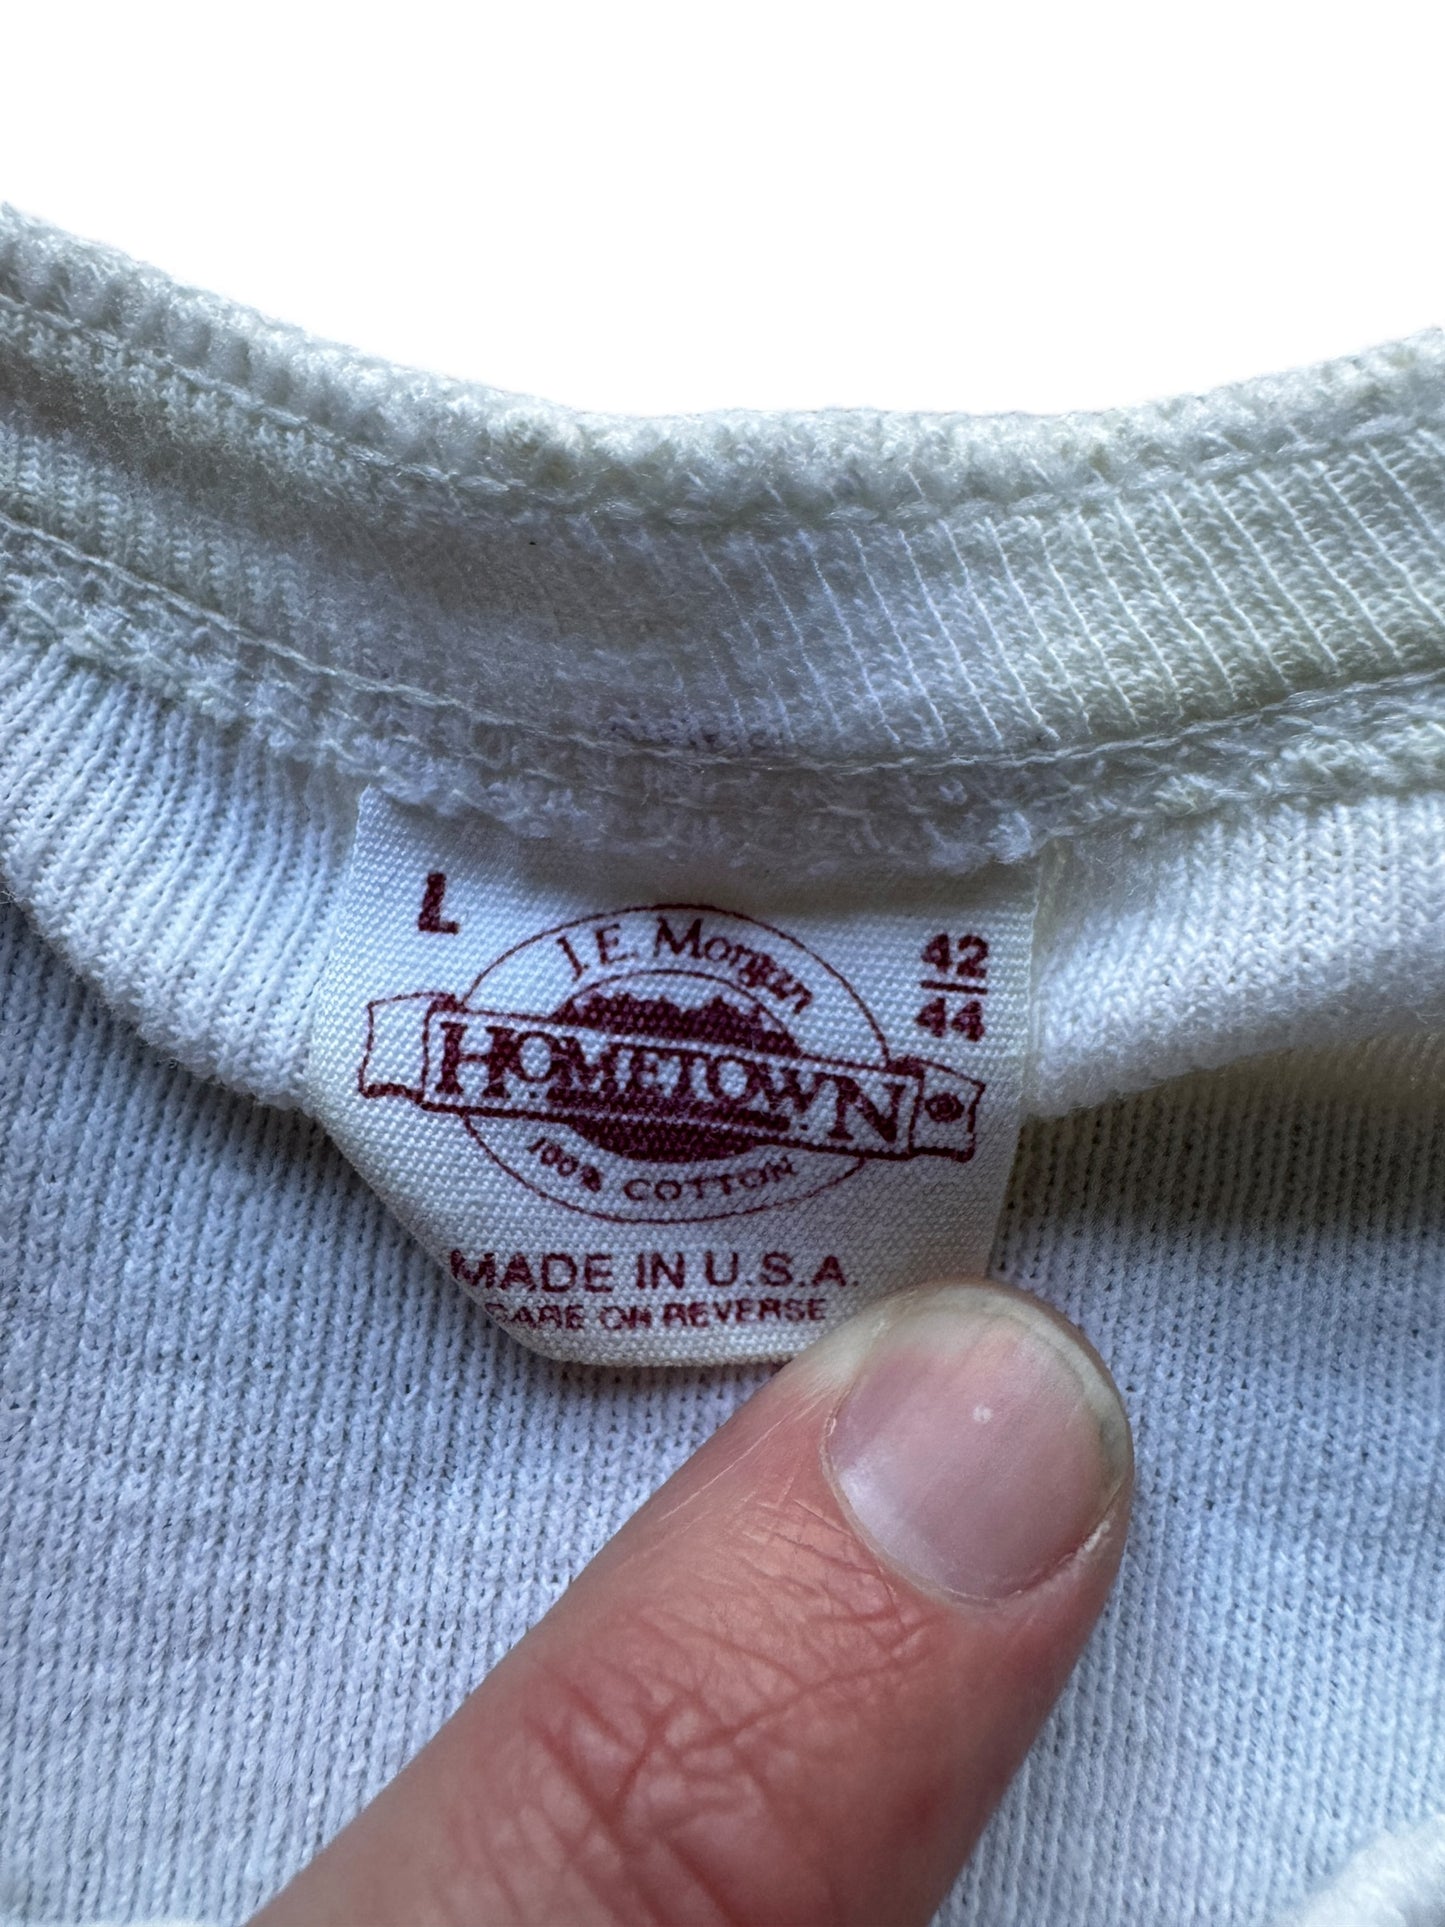 L
J.E. Morgan
42
44
HOMETOWN
®
100% COTTON
MADE IN U.S.A.
CARE ON REVERSE